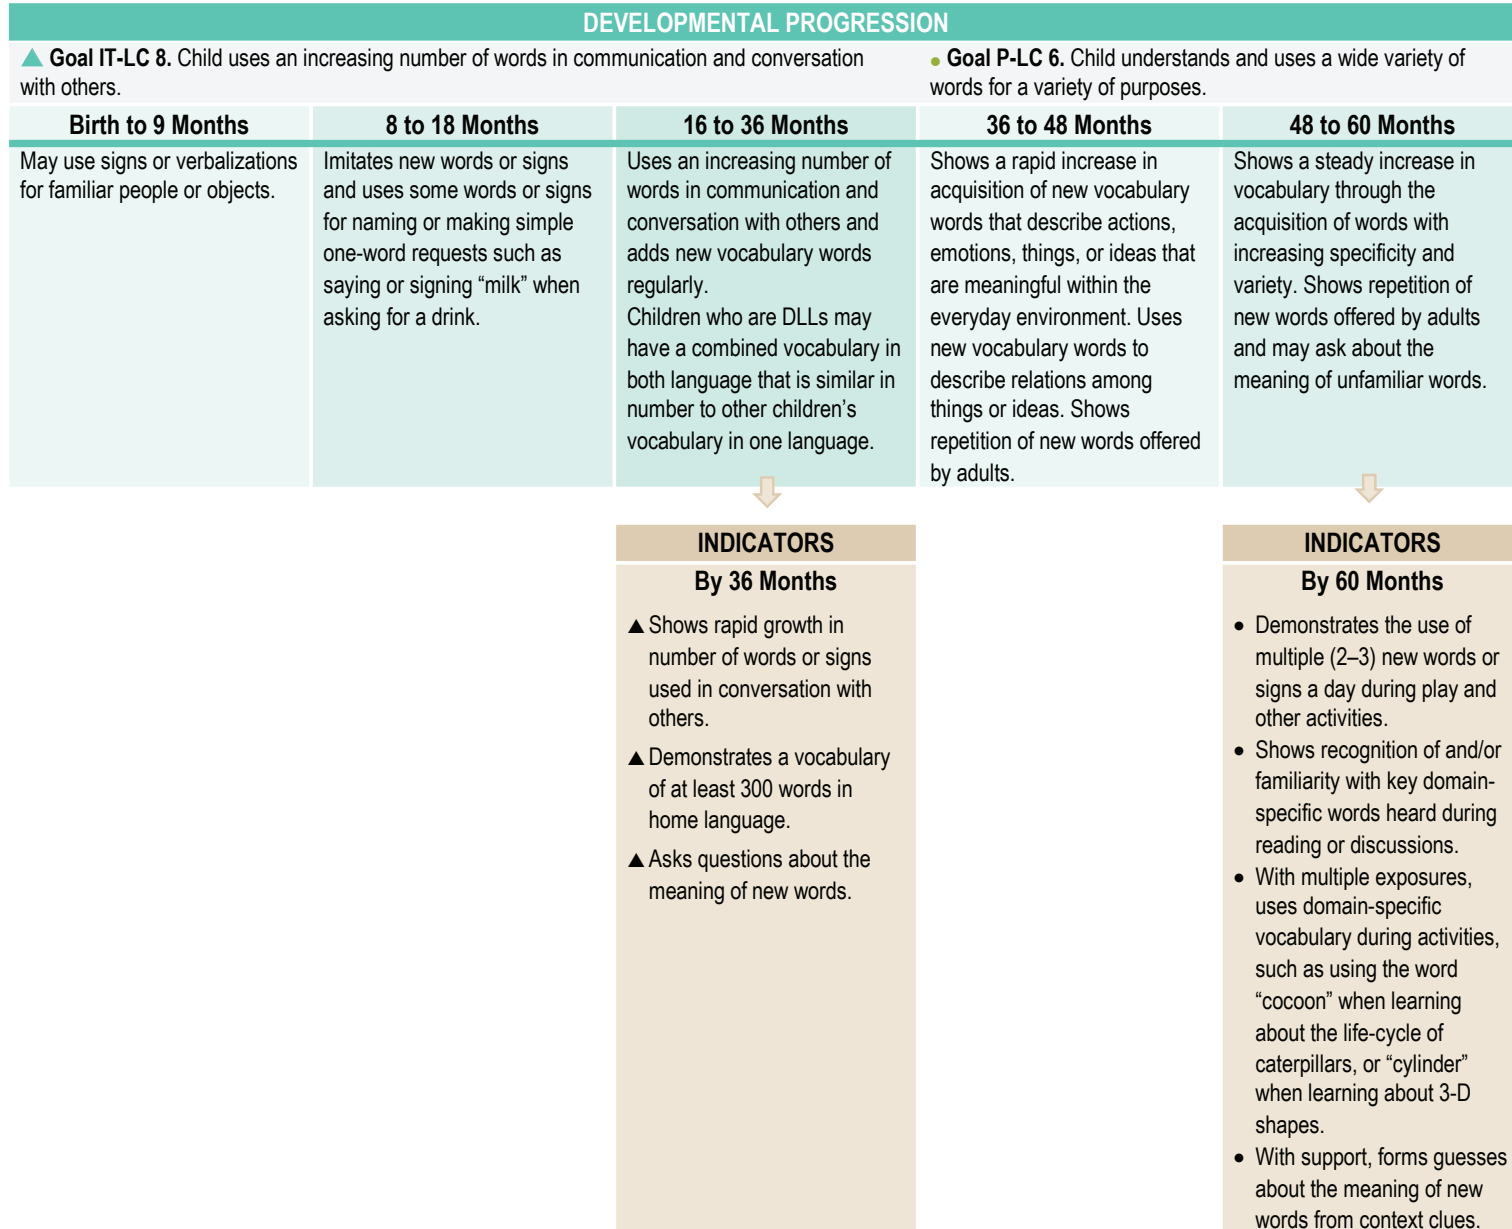 DEVELOPMENTAL PROGRESSION
▲ Goal IT-LC 8. Child uses an increasing number of words in communication and conversation
with others.
● Goal P-LC 6. Child understands and uses a wide variety of
words for a variety of purposes.
Birth to 9 Months
May use signs or verbalizations
for familiar people or objects.
8 to 18 Months
Imitates new words or signs
and uses some words or signs
for naming or making simple
one-word requests such as
saying or signing “milk” when
asking for a drink.
16 to 36 Months
Uses an increasing number of
words in communication and
conversation with others and
adds new vocabulary words
regularly.
Children who are DLLs may
have a combined vocabulary in
both language that is similar in
number to other children’s
vocabulary in one language.
36 to 48 Months
Shows a rapid increase in
acquisition of new vocabulary
words that describe actions,
emotions, things, or ideas that
are meaningful within the
everyday environment. Uses
new vocabulary words to
describe relations among
things or ideas. Shows
repetition of new words offered
by adults.
48 to 60 Months
Shows a steady increase in
vocabulary through the
acquisition of words with
increasing specificity and
variety. Shows repetition of
new words offered by adults
and may ask about the
meaning of unfamiliar words.
INDICATORS
By 36 Months
▲ Shows rapid growth in
number of words or signs
used in conversation with
others.
▲ Demonstrates a vocabulary
of at least 300 words in
home language.
▲ Asks questions about the
meaning of new words.
INDICATORS
By 60 Months
• Demonstrates the use of
multiple (2–3) new words or
signs a day during play and
other activities.
• Shows recognition of and/or
familiarity with key domain-
specific words heard during
reading or discussions.
• With multiple exposures,
uses domain-specific
vocabulary during activities,
such as using the word
“cocoon” when learning
about the life-cycle of
caterpillars, or “cylinder”
when learning about 3-D
shapes.
• With support, forms guesses
about the meaning of new
words from context clues.